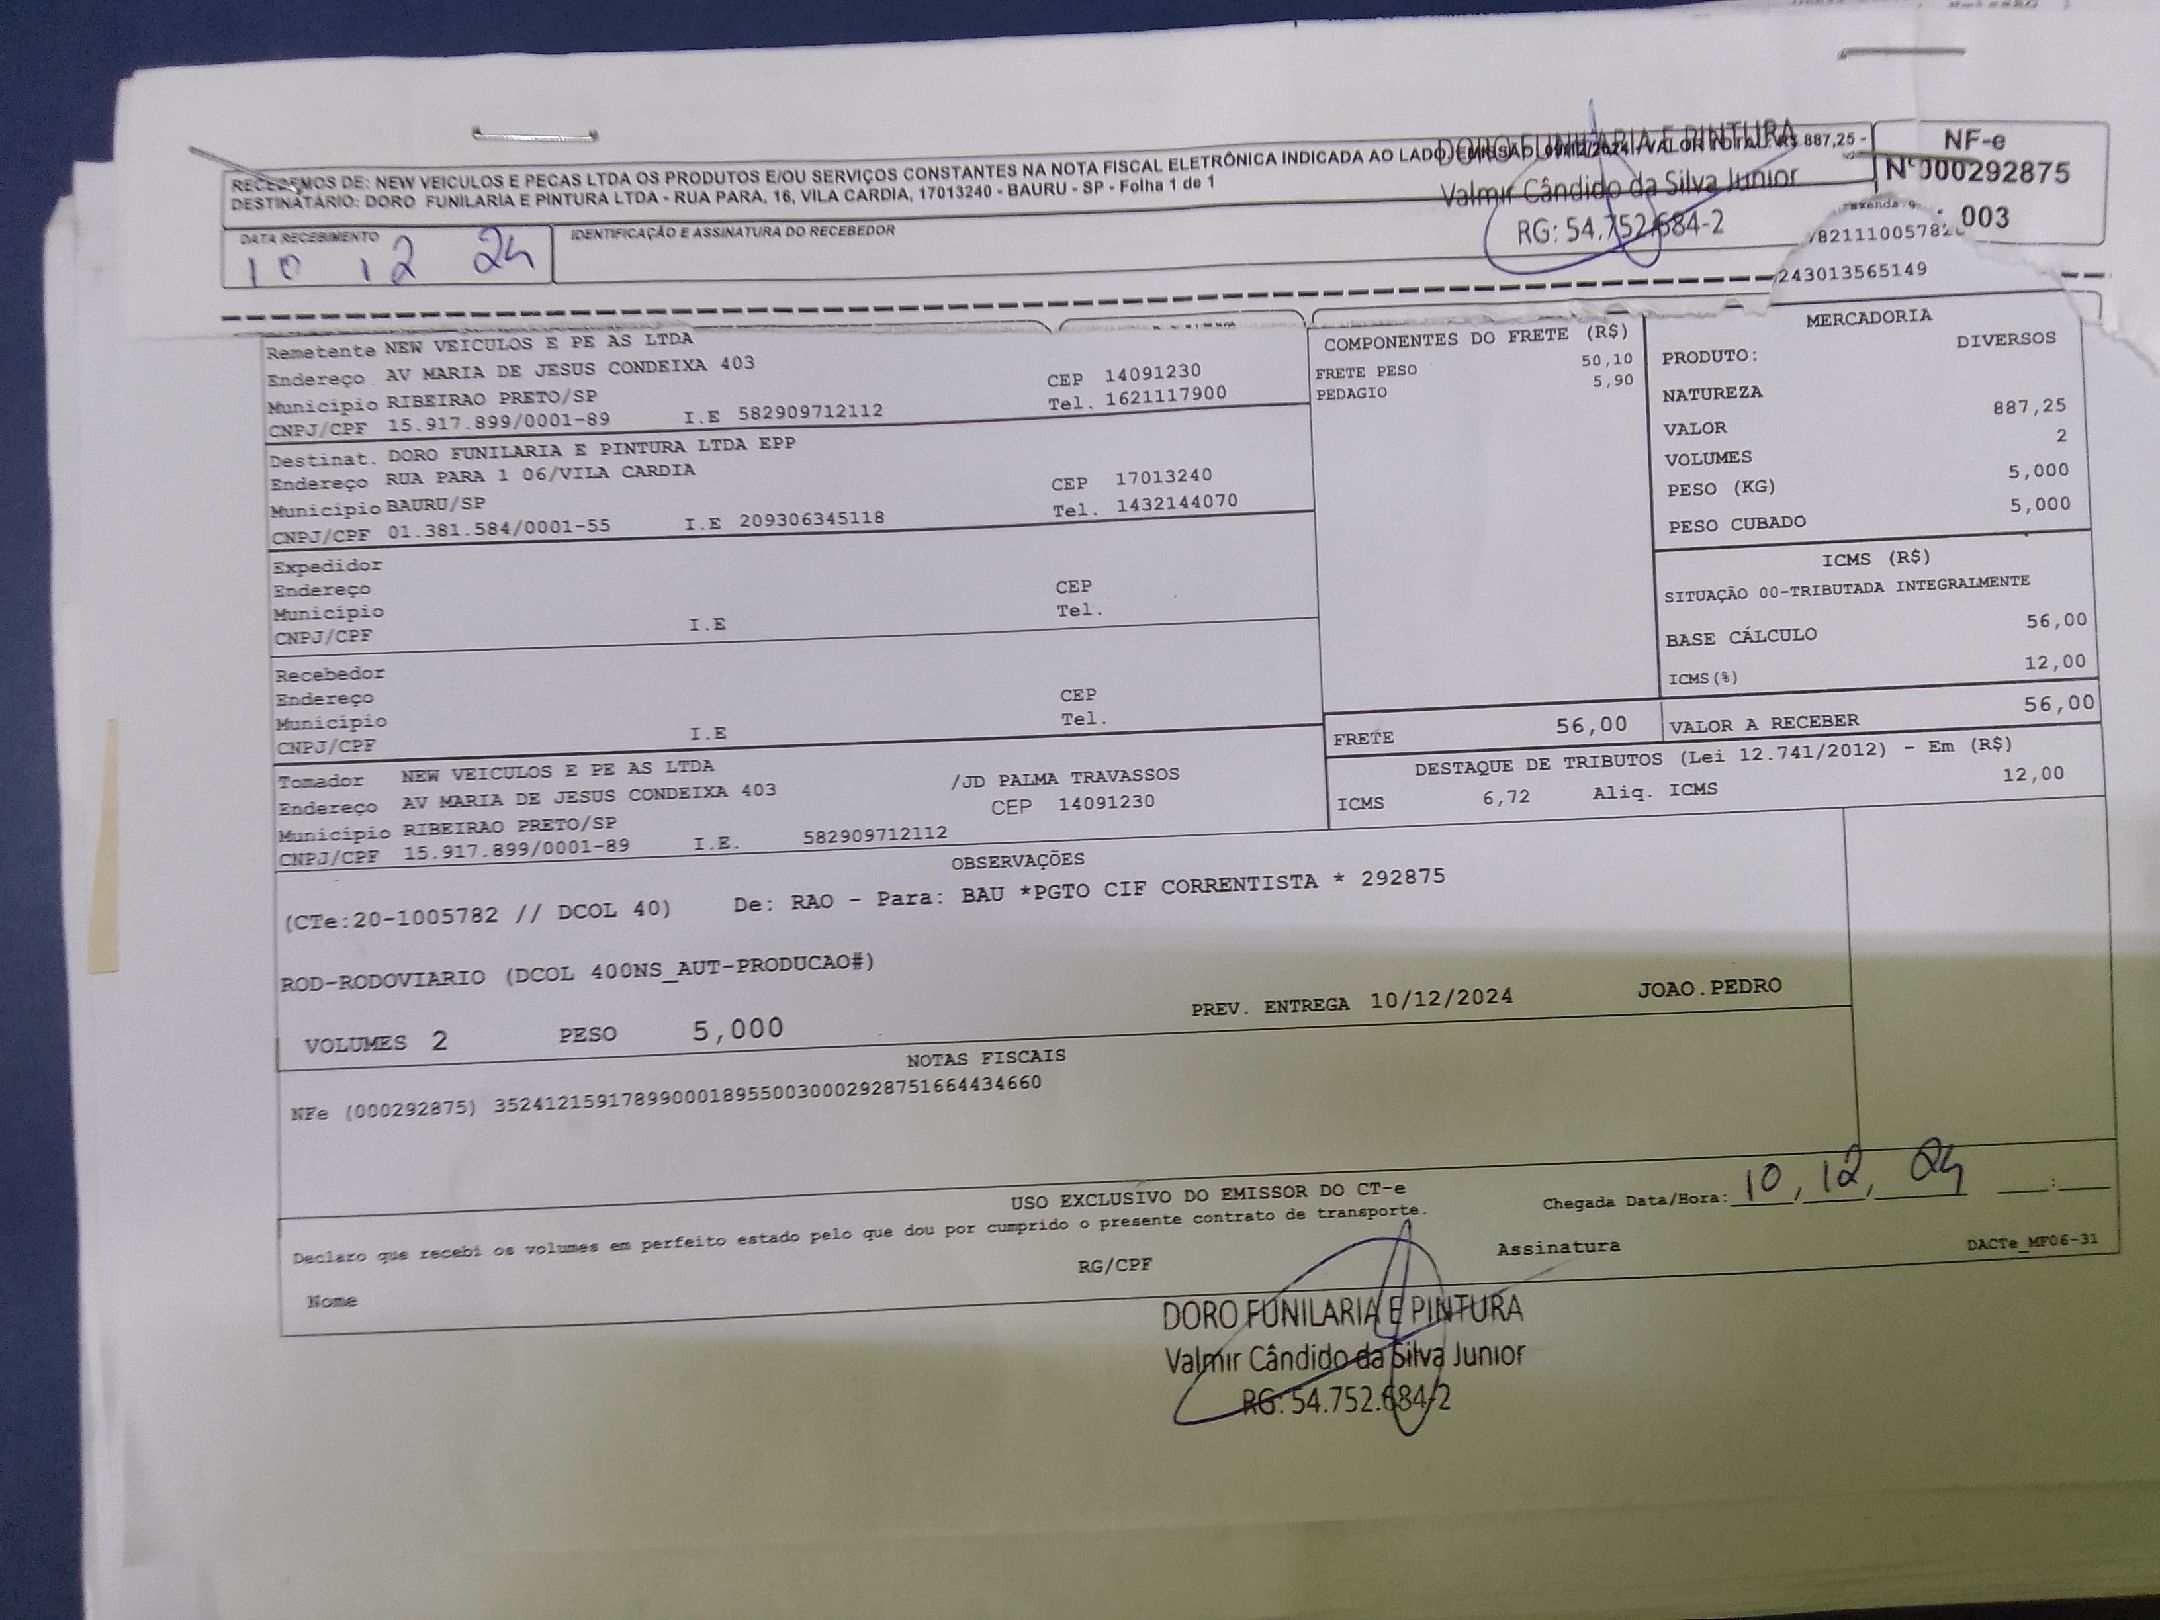 RECEBEMOS DE: NEW VEICULOS E PECAS LTDA OS PRODUTOS E/OU SERVIÇOS CONSTANTES NA NOTA FISCAL ELETRÔNICA INDICADA AO LADO. EMISSÃO: VALOR TOTAL: R$ 887,25 -
DESTINATÁRIO: DORO FUNILARIA E PINTURA LTDA - RUA PARA, 16, VILA CARDIA, 17013240 - BAURU - SP - Folha 1 de 1
DORO FUNILARIA E PINTURA
Valmir Cândido da Silva Junior
RG: 54.752.684-2
NF-e
Nº 000292875
003
DATA RECEBIMENTO
10 12 24
IDENTIFICAÇÃO E ASSINATURA DO RECEBEDOR
243013565149
Remetente NEW VEICULOS E PE AS LTDA
Endereço AV MARIA DE JESUS CONDEIXA 403
CEP 14091230
Município RIBEIRAO PRETO/SP
Tel. 1621117900
CNPJ/CPF 15.917.899/0001-89 I.E 582909712112
Destinat. DORO FUNILARIA E PINTURA LTDA EPP
Endereço RUA PARA 1 06/VILA CARDIA
CEP 17013240
Município BAURU/SP
Tel. 1432144070
CNPJ/CPF 01.381.584/0001-55 I.E 209306345118
Expedidor
Endereço CEP
Município Tel.
CNPJ/CPF I.E
Recebedor
Endereço CEP
Município Tel.
CNPJ/CPF I.E
Tomador NEW VEICULOS E PE AS LTDA
Endereço AV MARIA DE JESUS CONDEIXA 403 /JD PALMA TRAVASSOS
CEP 14091230
Município RIBEIRAO PRETO/SP
CNPJ/CPF 15.917.899/0001-89 I.E. 582909712112
COMPONENTES DO FRETE (R$)
FRETE PESO 50,10
PEDAGIO 5,90
MERCADORIA
PRODUTO: DIVERSOS
NATUREZA
VALOR 887,25
VOLUMES 2
PESO (KG) 5,000
PESO CUBADO 5,000
ICMS (R$)
SITUAÇÃO 00-TRIBUTADA INTEGRALMENTE
BASE CÁLCULO 56,00
ICMS(%) 12,00
FRETE 56,00 VALOR A RECEBER 56,00
DESTAQUE DE TRIBUTOS (Lei 12.741/2012) - Em (R$)
ICMS 6,72 Aliq. ICMS 12,00
OBSERVAÇÕES
(CTe:20-1005782 // DCOL 40) De: RAO - Para: BAU *PGTO CIF CORRENTISTA * 292875
ROD-RODOVIARIO (DCOL 400NS_AUT-PRODUCAO#)
VOLUMES 2 PESO 5,000 PREV. ENTREGA 10/12/2024 JOAO.PEDRO
NOTAS FISCAIS
NFe (000292875) 35241215917899000189550030002928751664434660
USO EXCLUSIVO DO EMISSOR DO CT-e
Chegada Data/Hora: 10, 12, 24 :
Declaro que recebi os volumes em perfeito estado pelo que dou por cumprido o presente contrato de transporte.
Nome RG/CPF Assinatura DACTe_MF06-31
DORO FUNILARIA E PINTURA
Valmir Cândido da Silva Junior
RG: 54.752.684-2